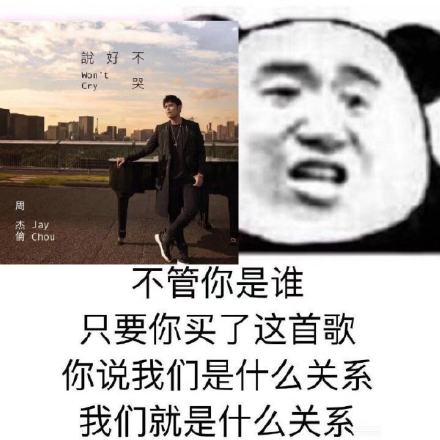 說好不哭
Won't
Cry
周杰倫
Jay
Chou
不管你是谁
只要你买了这首歌
你说我们是什么关系
我们就是什么关系